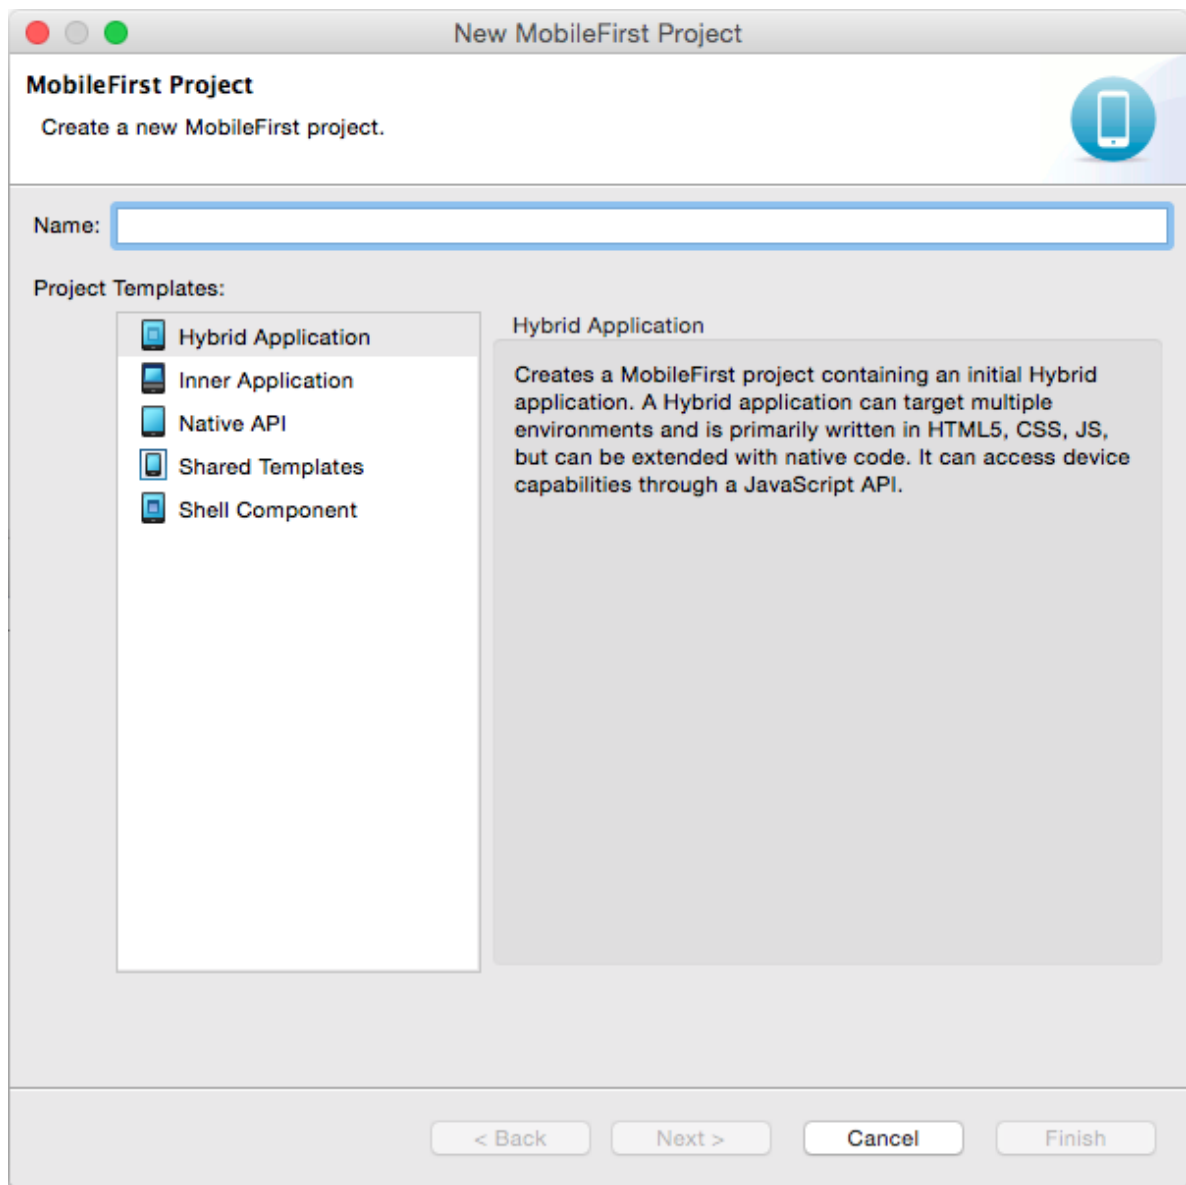 New MobileFirst Project
MobileFirst Project
Create a new MobileFirst project.
Name:
Project Templates:
Hybrid Application
Inner Application
Native API
Shared Templates
Shell Component
Hybrid Application
Creates a MobileFirst project containing an initial Hybrid
application. A Hybrid application can target multiple
environments and is primarily written in HTML5, CSS, JS,
but can be extended with native code. It can access device
capabilities through a JavaScript API.
< Back
Next >
Cancel
Finish